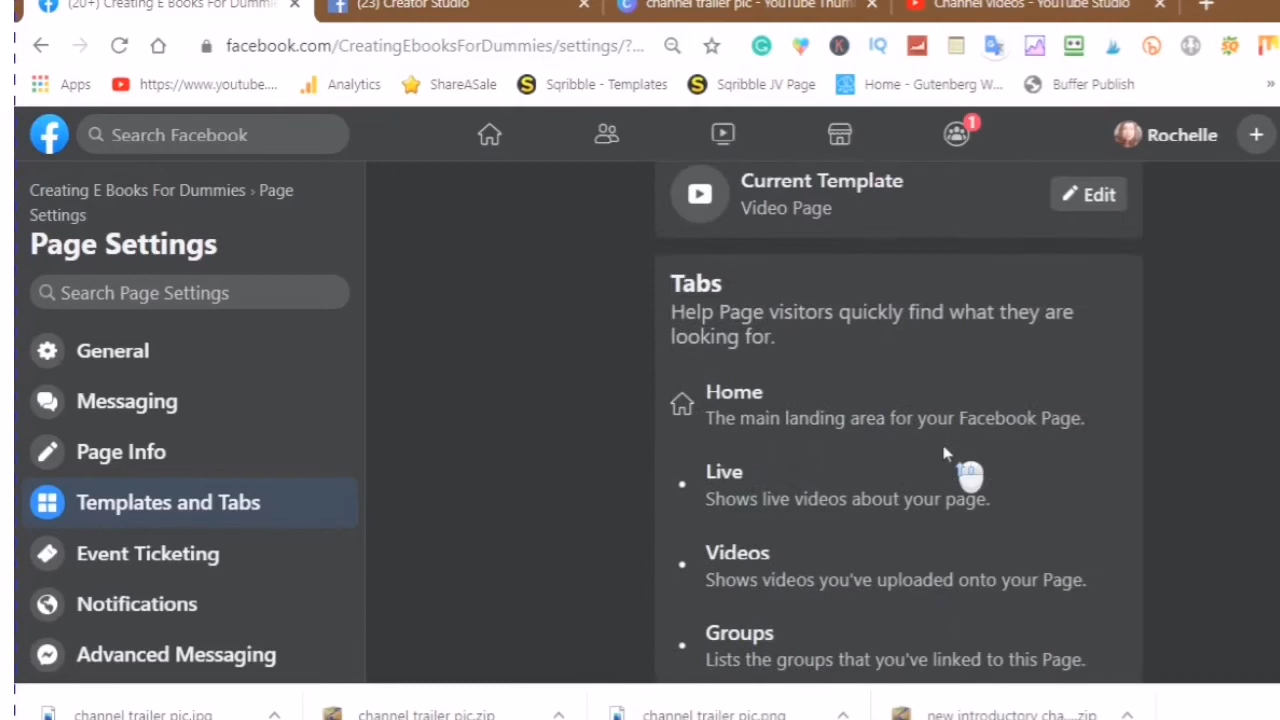 (20+) Creating E Books For Dummie
(23) Creator Studio
channel trailer pic - YouTube Thum
Channel videos - YouTube Studio
facebook.com/CreatingEbooksForDummies/settings/?...
IQ
Apps
https://www.youtube....
Analytics
ShareASale
Sqribble - Templates
Sqribble JV Page
Home - Gutenberg W...
Buffer Publish
»
Search Facebook
1
Rochelle
Creating E Books For Dummies › Page
Settings
Page Settings
Search Page Settings
General
Messaging
Page Info
Templates and Tabs
Event Ticketing
Notifications
Advanced Messaging
Current Template
Video Page
Edit
Tabs
Help Page visitors quickly find what they are
looking for.
Home
The main landing area for your Facebook Page.
Live
Shows live videos about your page.
Videos
Shows videos you've uploaded onto your Page.
Groups
Lists the groups that you've linked to this Page.
channel trailer pic.jpg
channel trailer pic.zip
channel trailer pic.png
new introductory cha....zip